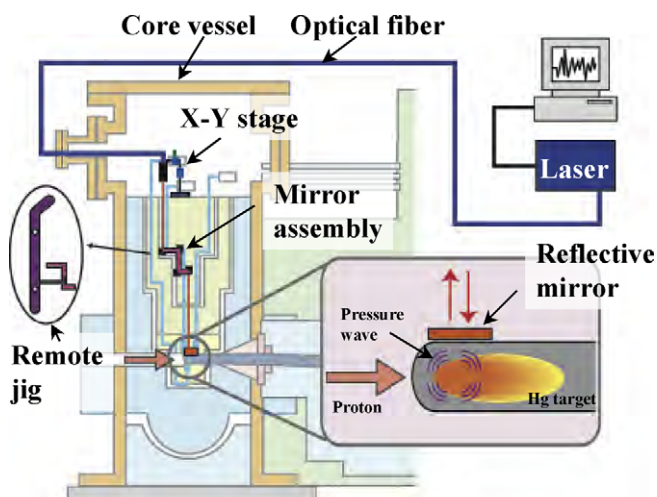 Core vessel
Optical fiber
X-Y stage
Laser
Mirror
assembly
Reflective
mirror
Pressure
wave
Remote
jig
Proton
Hg target